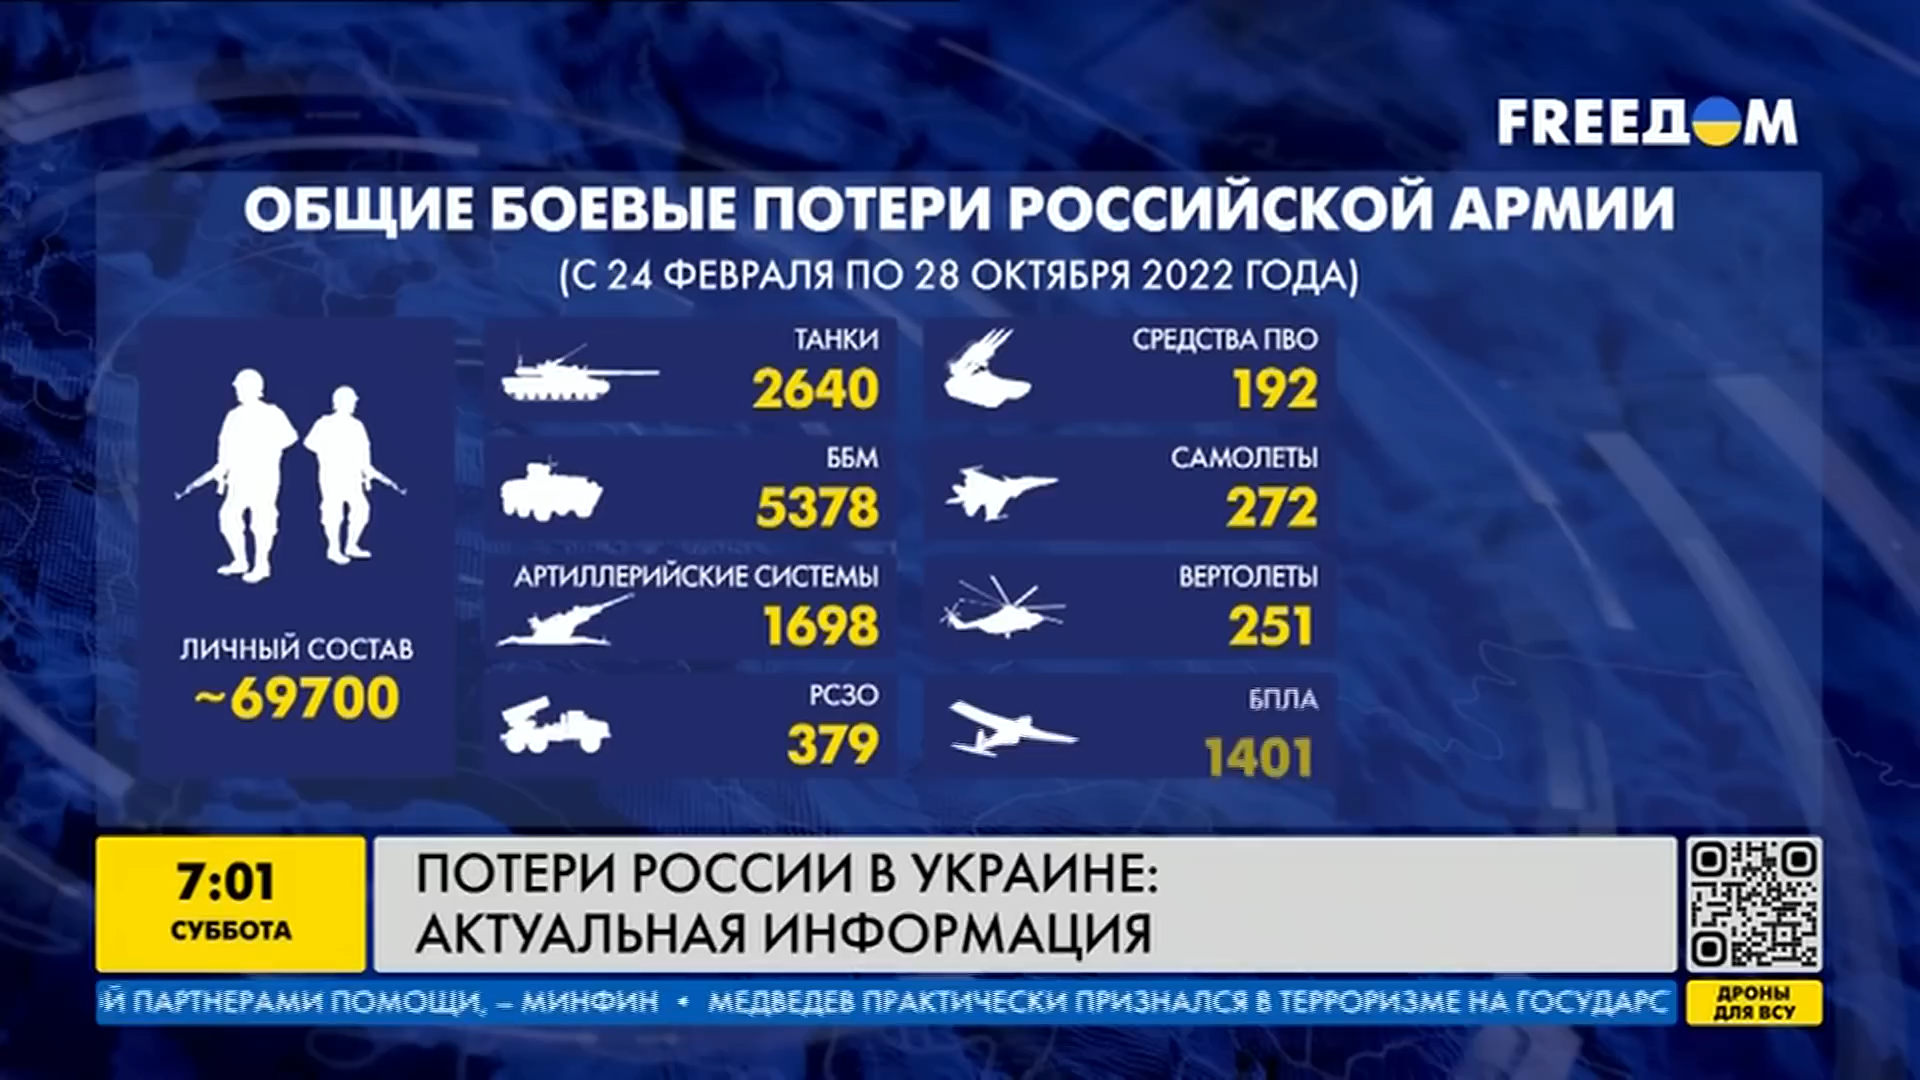 FREEДOM
ОБЩИЕ БОЕВЫЕ ПОТЕРИ РОССИЙСКОЙ АРМИИ
(С 24 ФЕВРАЛЯ ПО 28 ОКТЯБРЯ 2022 ГОДА)
ЛИЧНЫЙ СОСТАВ
~69700
ТАНКИ
2640
ББМ
5378
АРТИЛЛЕРИЙСКИЕ СИСТЕМЫ
1698
РСЗО
379
СРЕДСТВА ПВО
192
САМОЛЕТЫ
272
ВЕРТОЛЕТЫ
251
БПЛА
1401
7:01
СУББОТА
ПОТЕРИ РОССИИ В УКРАИНЕ:
АКТУАЛЬНАЯ ИНФОРМАЦИЯ
ОЙ ПАРТНЕРАМИ ПОМОЩИ, – МИНФИН • МЕДВЕДЕВ ПРАКТИЧЕСКИ ПРИЗНАЛСЯ В ТЕРРОРИЗМЕ НА ГОСУДАРС
ДРОНЫ
ДЛЯ ВСУ